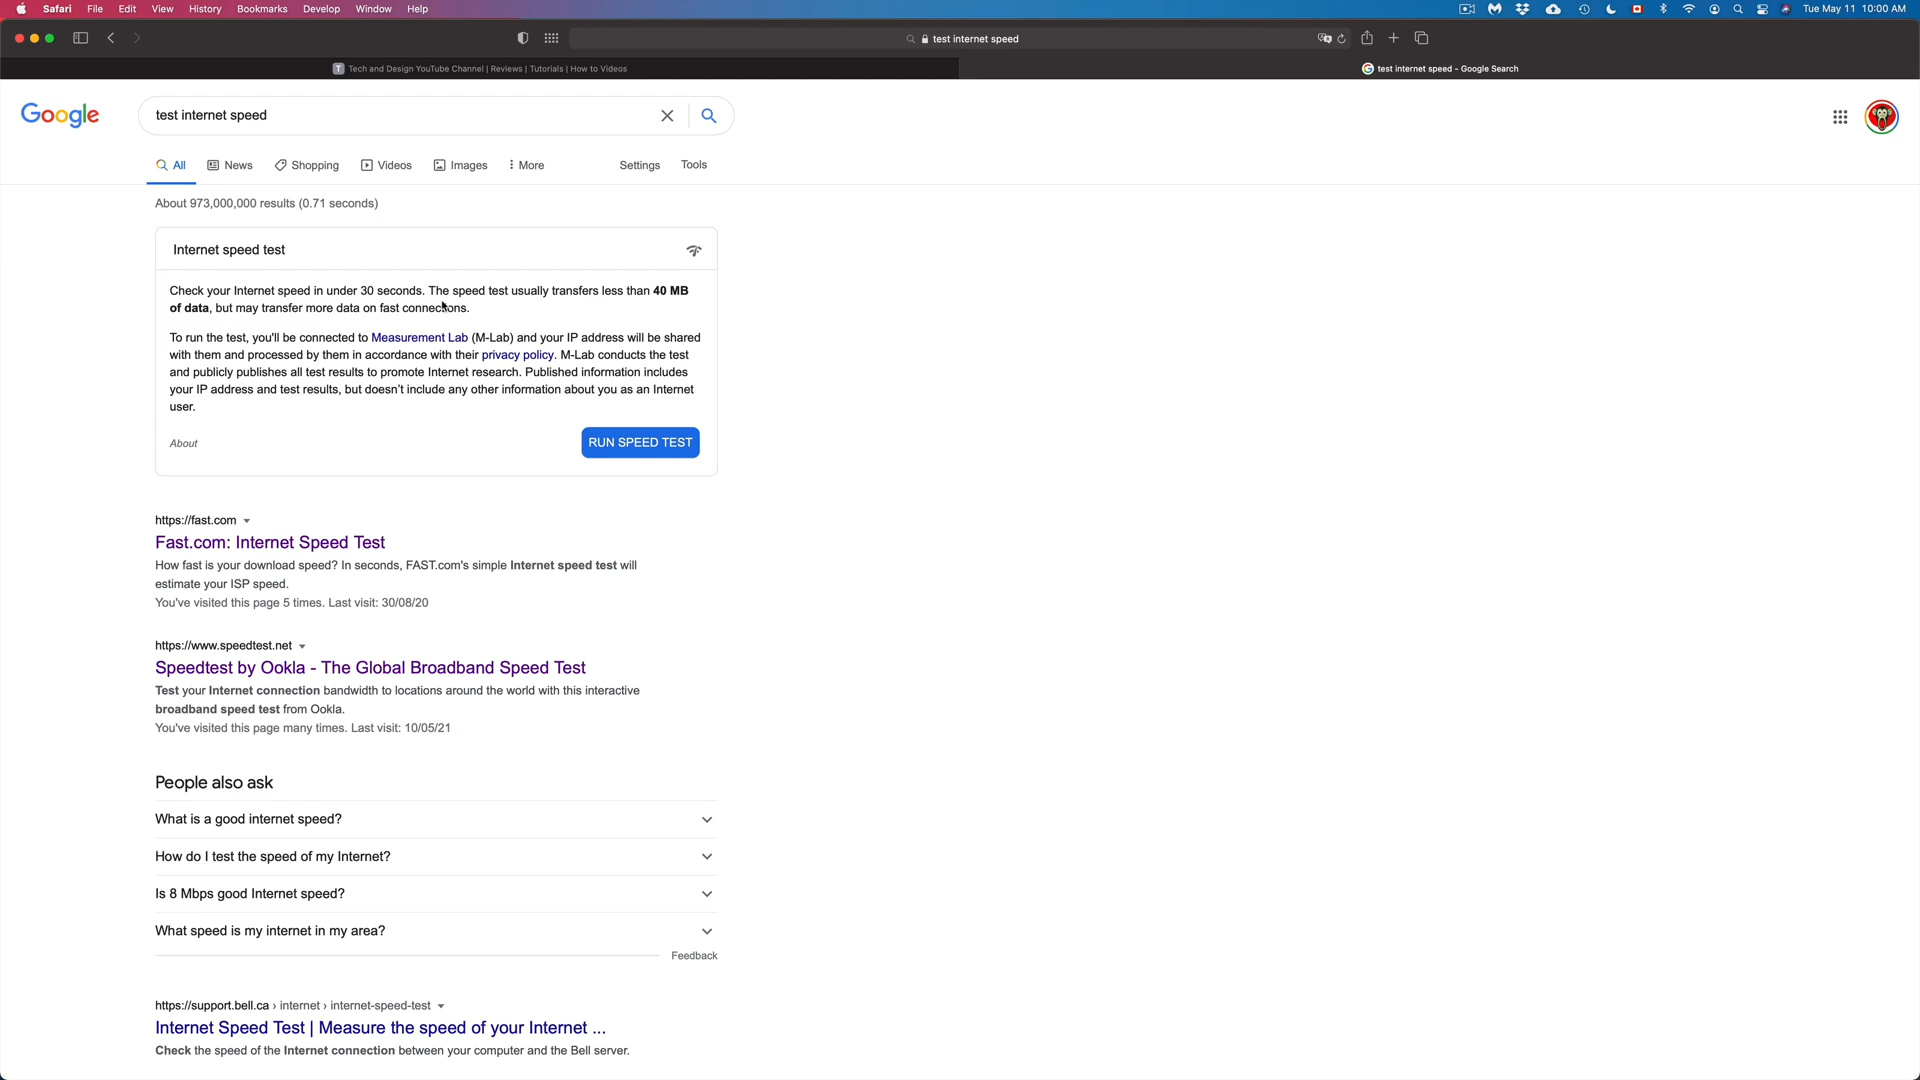 Safari File Edit View History Bookmarks Develop Window Help Tue May 11 10:00 AM
test internet speed
Tech and Design YouTube Channel | Reviews | Tutorials | How to Videos
test internet speed - Google Search
Google
test internet speed
All News Shopping Videos Images More Settings Tools
About 973,000,000 results (0.71 seconds)
Internet speed test
Check your Internet speed in under 30 seconds. The speed test usually transfers less than 40 MB
of data, but may transfer more data on fast connections.
To run the test, you'll be connected to Measurement Lab (M-Lab) and your IP address will be shared
with them and processed by them in accordance with their privacy policy. M-Lab conducts the test
and publicly publishes all test results to promote Internet research. Published information includes
your IP address and test results, but doesn't include any other information about you as an Internet
user.
About
RUN SPEED TEST
https://fast.com
Fast.com: Internet Speed Test
How fast is your download speed? In seconds, FAST.com's simple Internet speed test will
estimate your ISP speed.
You've visited this page 5 times. Last visit: 30/08/20
https://www.speedtest.net
Speedtest by Ookla - The Global Broadband Speed Test
Test your Internet connection bandwidth to locations around the world with this interactive
broadband speed test from Ookla.
You've visited this page many times. Last visit: 10/05/21
People also ask
What is a good internet speed?
How do I test the speed of my Internet?
Is 8 Mbps good Internet speed?
What speed is my internet in my area?
Feedback
https://support.bell.ca › internet › internet-speed-test
Internet Speed Test | Measure the speed of your Internet ...
Check the speed of the Internet connection between your computer and the Bell server.